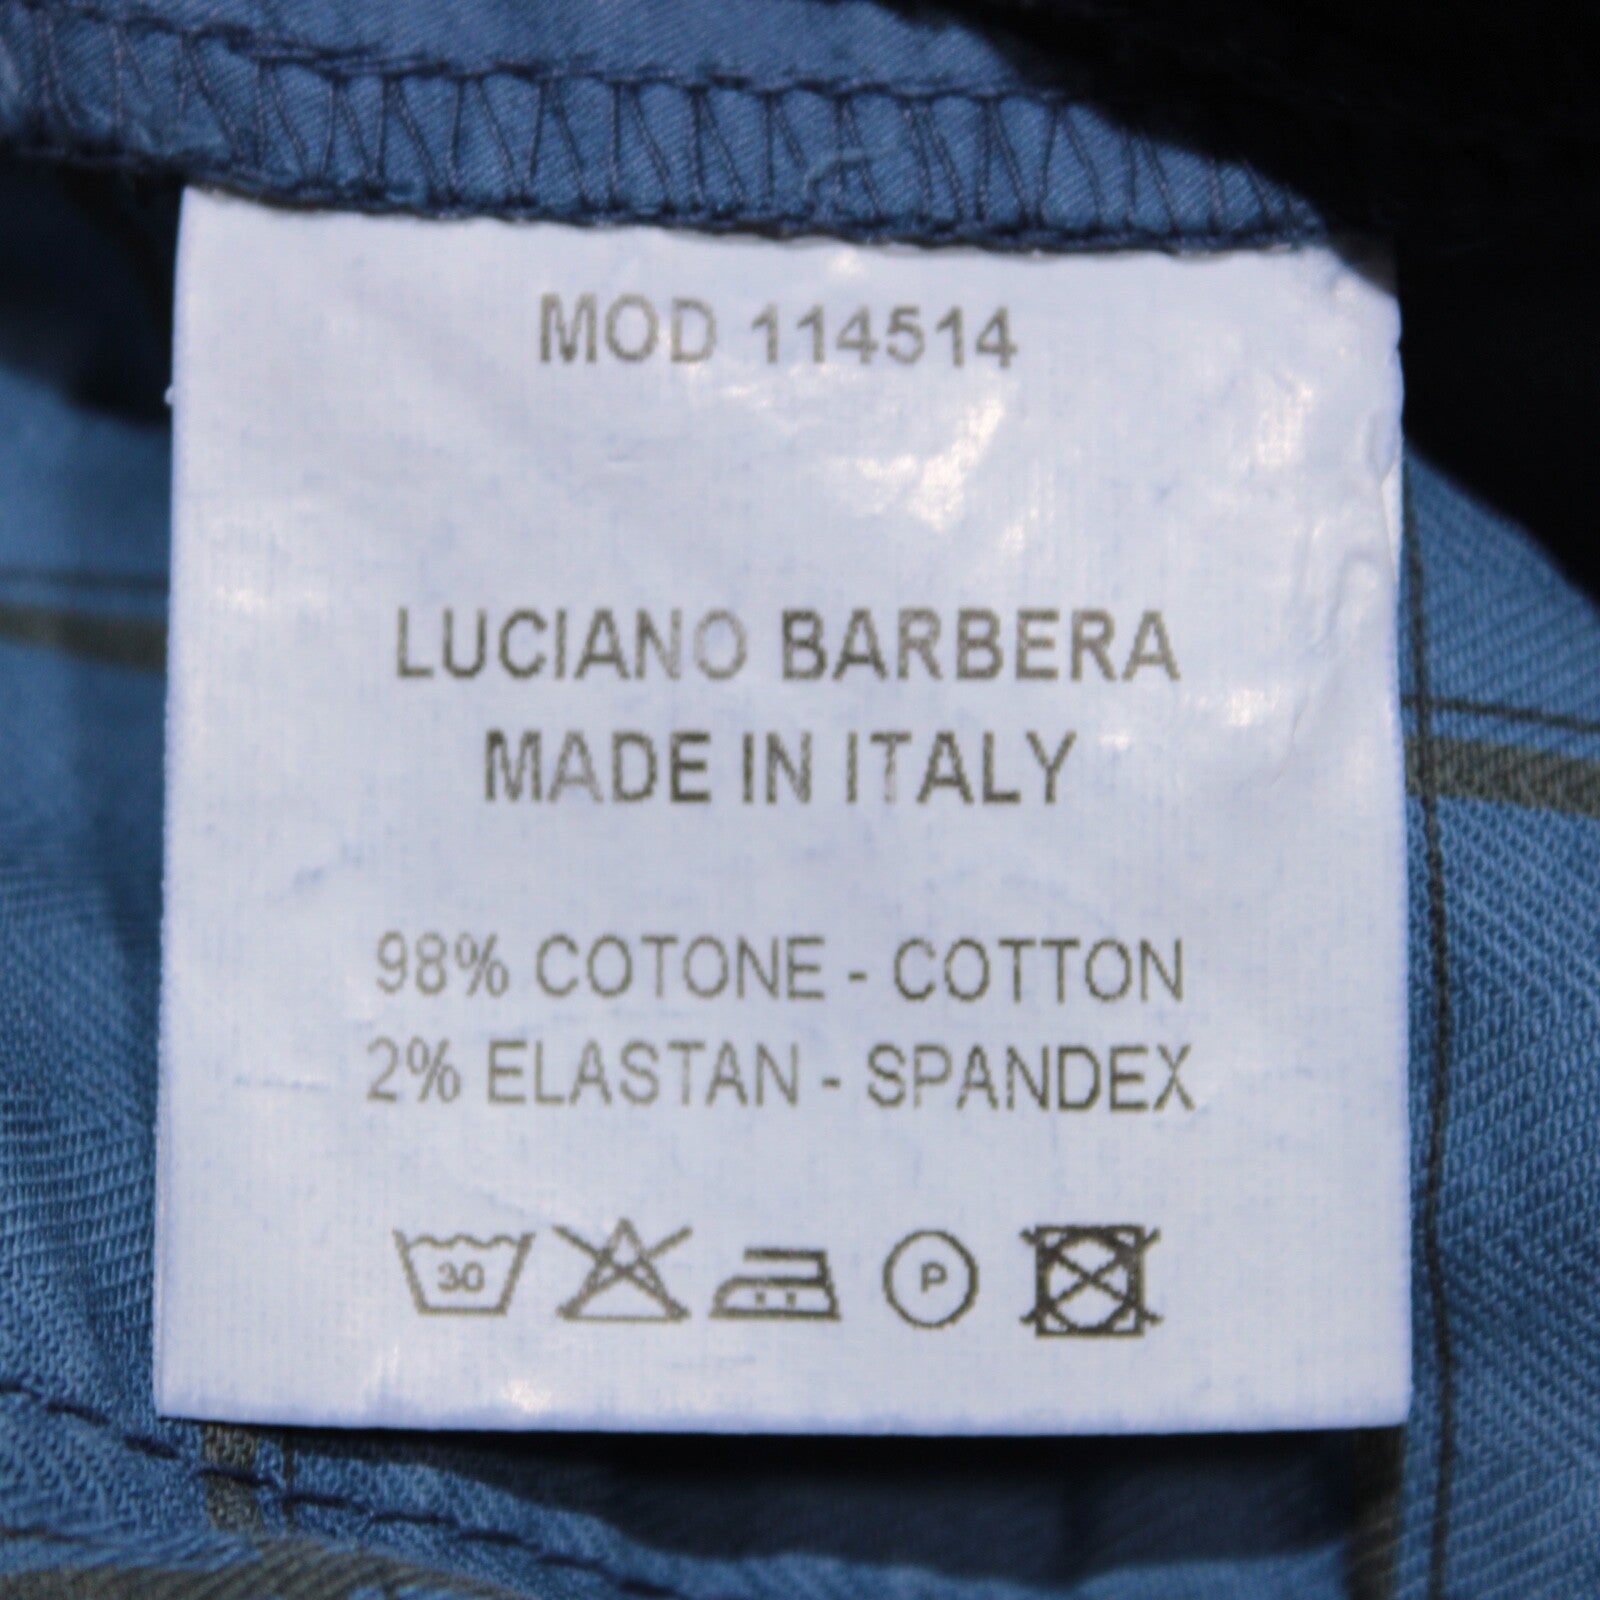 MOD 114514
LUCIANO BARBERA
MADE IN ITALY
98% COTONE - COTTON
2% ELASTAN - SPANDEX
30
P